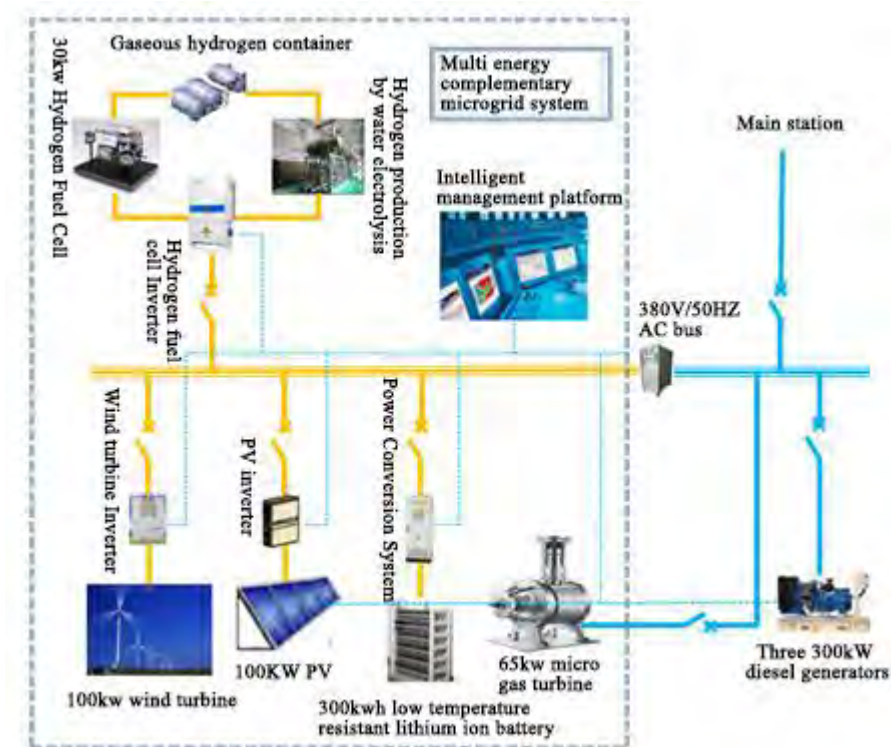 Gaseous hydrogen container
30kw Hydrogen Fuel Cell
Hydrogen production
by water electrolysis
Multi energy
complementary
microgrid system
Main station
Intelligent
management platform
Hydrogen fuel
cell Inverter
380V/50HZ
AC bus
Wind turbine Inverter
PV inverter
Power Conversion System
100kw wind turbine
100KW PV
300kwh low temperature
resistant lithium ion battery
65kw micro
gas turbine
Three 300kW
diesel generators